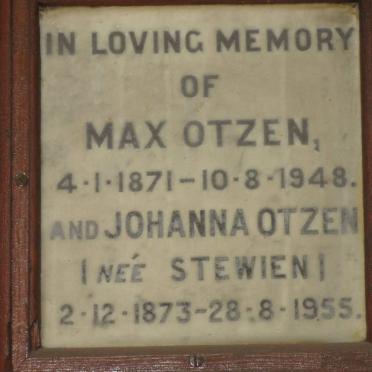 IN LOVING MEMORY
OF
MAX OTZEN,
4·1·1871–10·8·1948.
AND JOHANNA OTZEN
(NEÉ STEWIEN)
2·12·1873–28·8·1955.